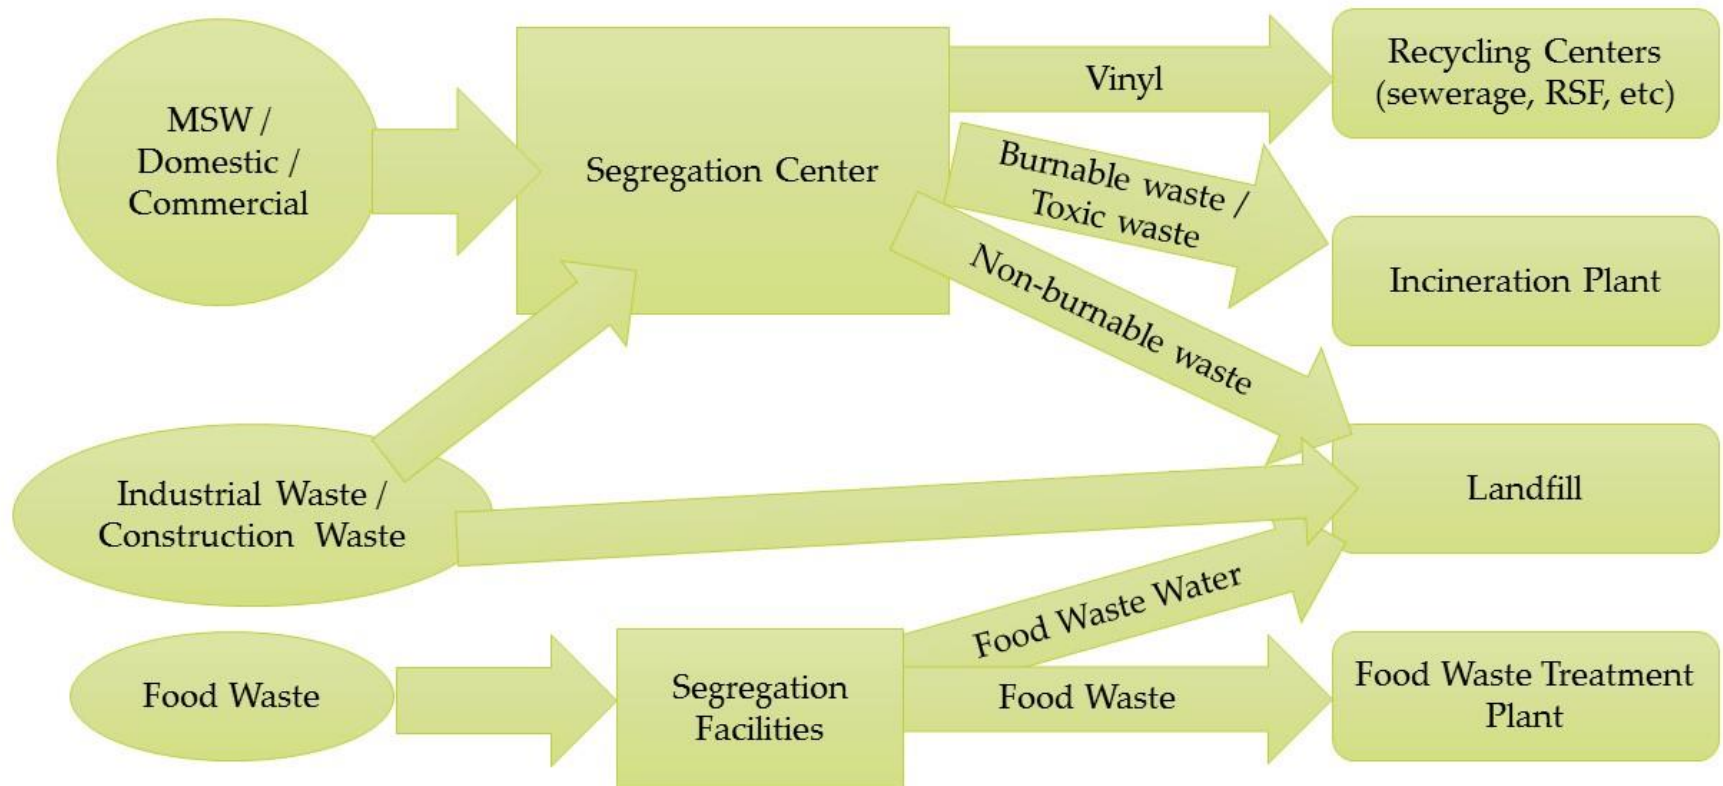 MSW /
Domestic /
Commercial
Segregation Center
Vinyl
Recycling Centers
(sewerage, RSF, etc)
Burnable waste /
Toxic waste
Incineration Plant
Non-burnable waste
Industrial Waste /
Construction Waste
Landfill
Food Waste Water
Food Waste
Segregation
Facilities
Food Waste
Food Waste Treatment
Plant